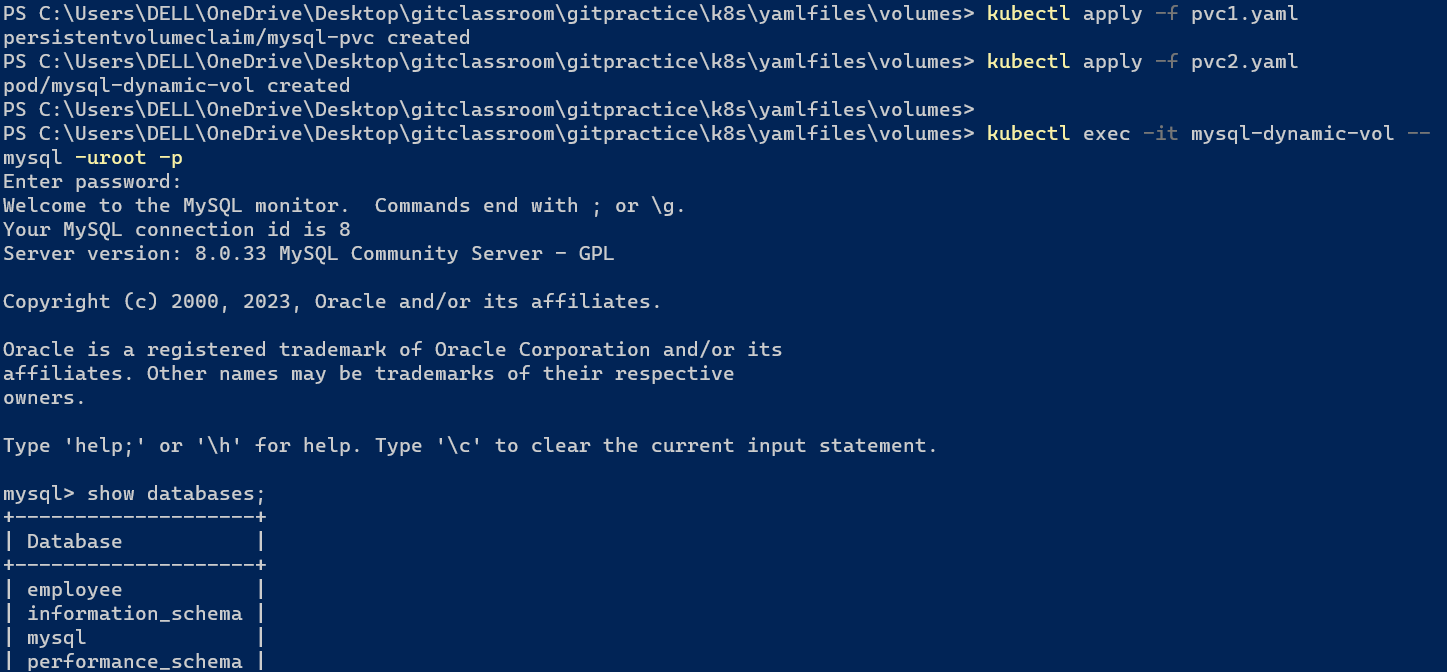 PS C:\Users\DELL\OneDrive\Desktop\gitclassroom\gitpractice\k8s\yamlfiles\volumes> kubectl apply -f pvc1.yaml
persistentvolumeclaim/mysql-pvc created
PS C:\Users\DELL\OneDrive\Desktop\gitclassroom\gitpractice\k8s\yamlfiles\volumes> kubectl apply -f pvc2.yaml
pod/mysql-dynamic-vol created
PS C:\Users\DELL\OneDrive\Desktop\gitclassroom\gitpractice\k8s\yamlfiles\volumes>
PS C:\Users\DELL\OneDrive\Desktop\gitclassroom\gitpractice\k8s\yamlfiles\volumes> kubectl exec -it mysql-dynamic-vol --
mysql -uroot -p
Enter password:
Welcome to the MySQL monitor.  Commands end with ; or \g.
Your MySQL connection id is 8
Server version: 8.0.33 MySQL Community Server - GPL

Copyright (c) 2000, 2023, Oracle and/or its affiliates.

Oracle is a registered trademark of Oracle Corporation and/or its
affiliates. Other names may be trademarks of their respective
owners.

Type 'help;' or '\h' for help. Type '\c' to clear the current input statement.

mysql> show databases;
+--------------------+
| Database           |
+--------------------+
| employee           |
| information_schema |
| mysql              |
| performance_schema |